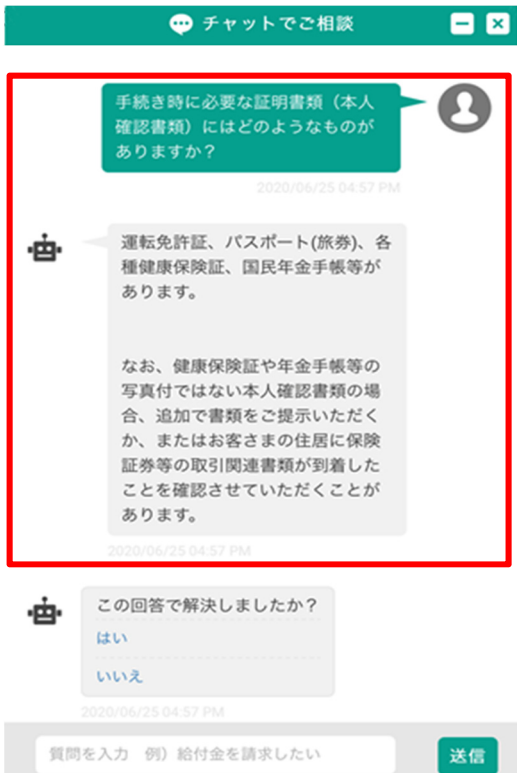 チャットでご相談
手続き時に必要な証明書類（本人
確認書類）にはどのようなものが
ありますか？
2020/06/25 04:57 PM
運転免許証、パスポート(旅券)、各
種健康保険証、国民年金手帳等が
あります。
なお、健康保険証や年金手帳等の
写真付ではない本人確認書類の場
合、追加で書類をご提示いただく
か、またはお客さまの住居に保険
証券等の取引関連書類が到着した
ことを確認させていただくことが
あります。
2020/06/25 04:57 PM
この回答で解決しましたか？
はい
いいえ
2020/06/25 04:57 PM
質問を入力　例）給付金を請求したい
送信